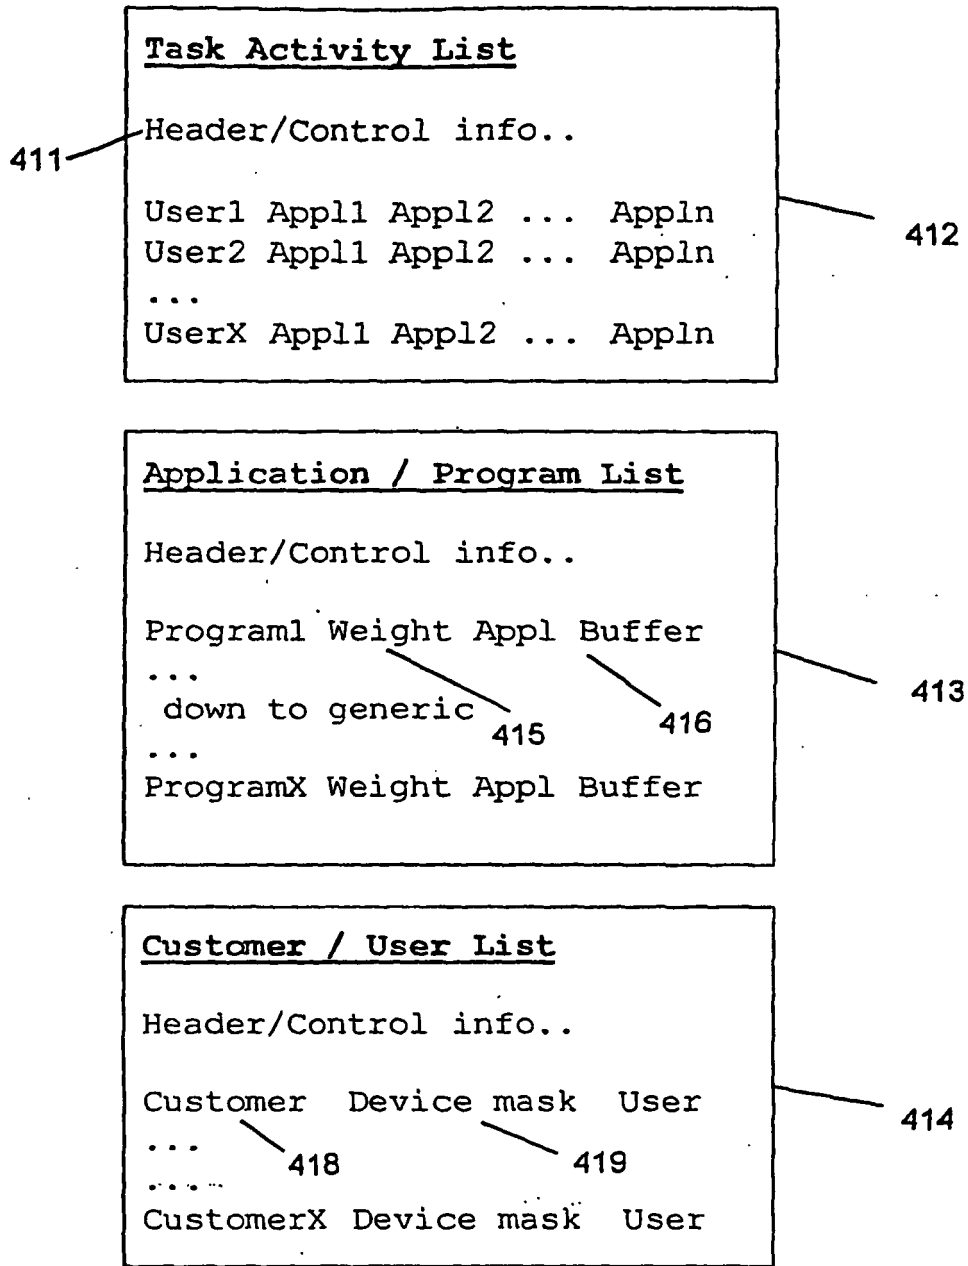 Task Activity List
Header/Control info..
411
User1 Appl1 Appl2 ... Appln
412
User2 Appl1 Appl2 ... Appln
...
UserX Appl1 Appl2 ... Appln
Application / Program List
Header/Control info..
Program1 Weight Appl Buffer
...
413
down to generic
415
416
...
ProgramX Weight Appl Buffer
Customer / User List
Header/Control info..
Customer Device mask User
414
...
418
419
...
CustomerX Device mask User